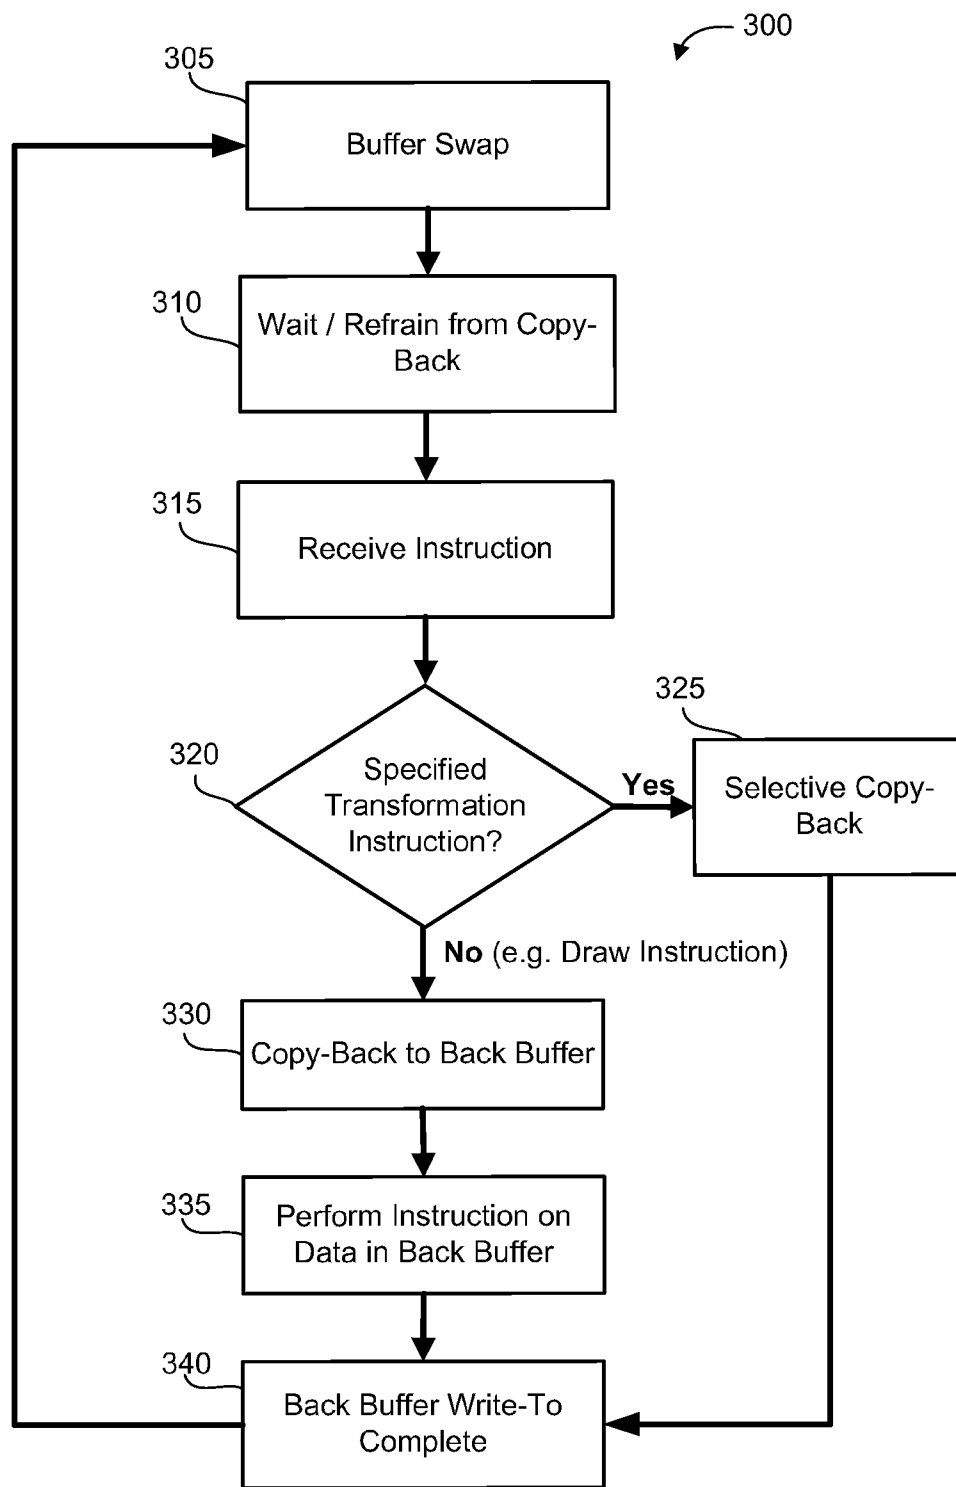 300
305
Buffer Swap
310
Wait / Refrain from Copy-
Back
315
Receive Instruction
320
Specified
Transformation
Instruction?
Yes
325
Selective Copy-
Back
No (e.g. Draw Instruction)
330
Copy-Back to Back Buffer
335
Perform Instruction on
Data in Back Buffer
340
Back Buffer Write-To
Complete